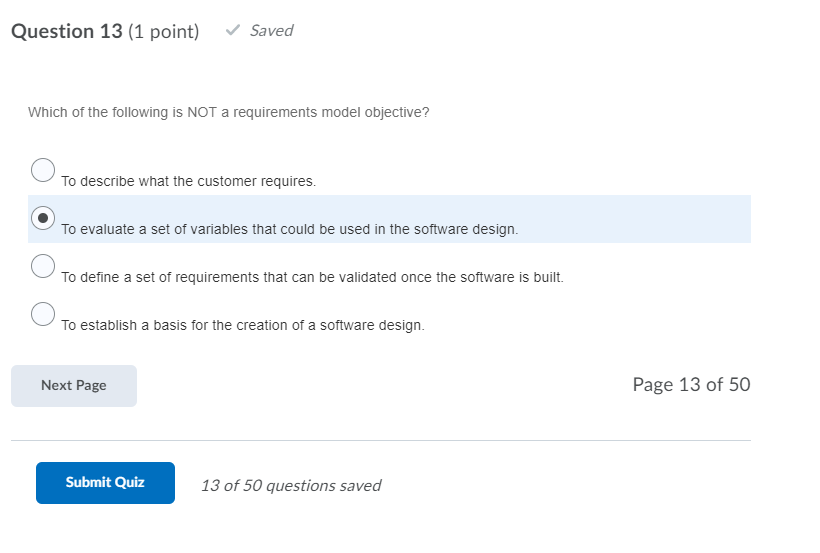 Question 13 (1 point) Saved
Which of the following is NOT a requirements model objective?
To describe what the customer requires.
To evaluate a set of variables that could be used in the software design.
To define a set of requirements that can be validated once the software is built.
To establish a basis for the creation of a software design.
Next Page
Page 13 of 50
Submit Quiz
13 of 50 questions saved